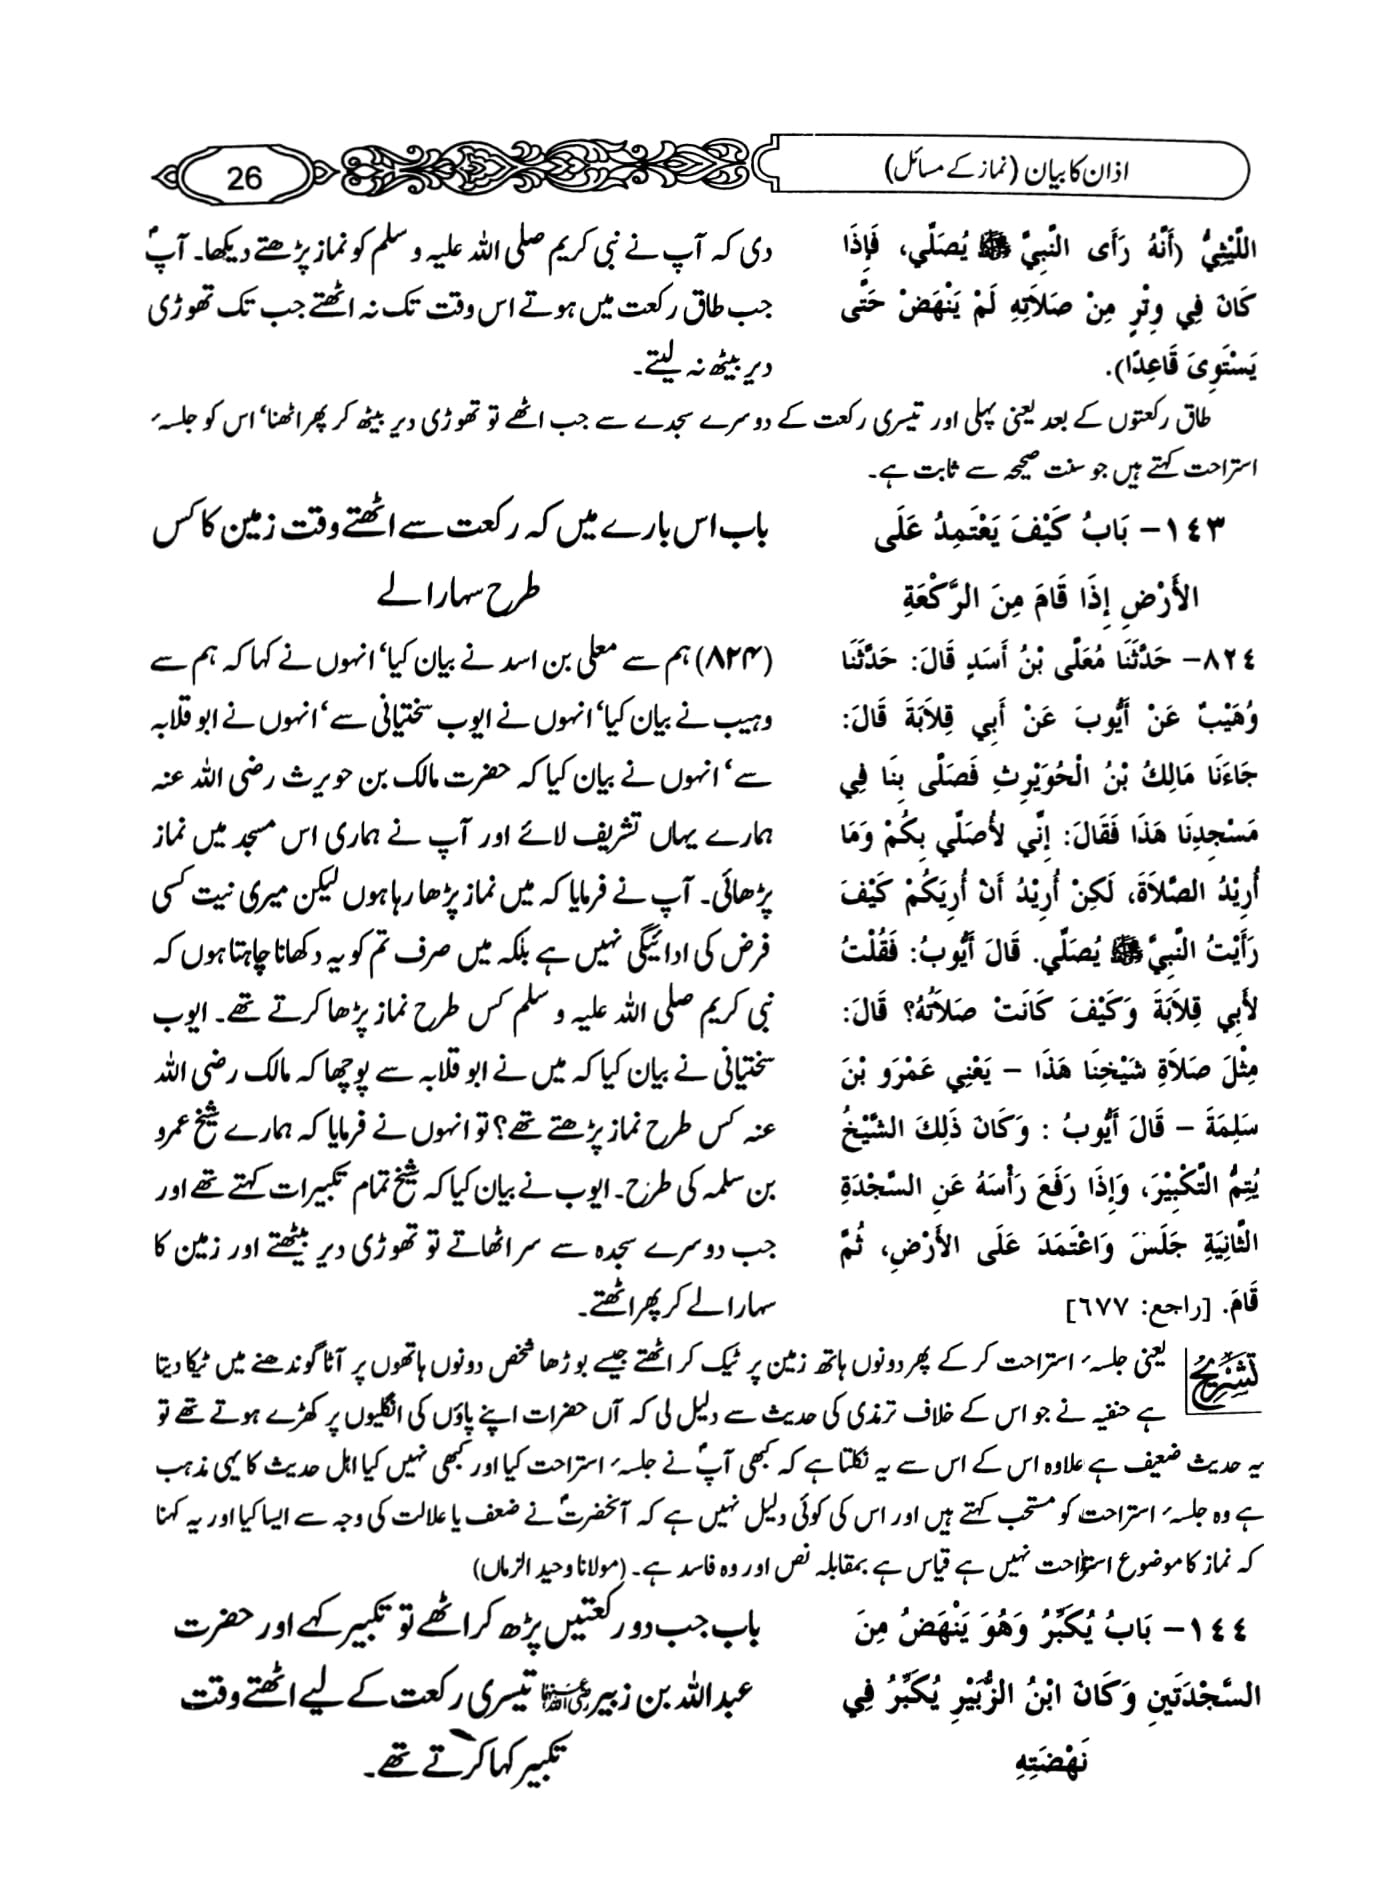 اذان کا بیان (نماز کے مسائل)
26
اللَّيْثِيُّ (أَنَّهُ رَأَى النَّبِيَّ ﷺ يُصَلِّي، فَإِذَا
كَانَ فِي وِتْرٍ مِنْ صَلاَتِهِ لَمْ يَنْهَضْ حَتَّى
يَسْتَوِيَ قَاعِدًا).
دی کہ آپ نے نبی کریم صلی اللہ علیہ و سلم کو نماز پڑھتے دیکھا۔ آپؐ
جب طاق رکعت میں ہوتے اس وقت تک نہ اٹھتے جب تک تھوڑی
دیر بیٹھ نہ لیتے۔
طاق رکعتوں کے بعد یعنی پہلی اور تیسری رکعت کے دوسرے سجدے سے جب اٹھے تو تھوڑی دیر بیٹھ کر پھر اٹھنا‘ اس کو جلسہ
استراحت کہتے ہیں جو سنت صحیحہ سے ثابت ہے۔
١٤٣– بَابُ كَيْفَ يَعْتَمِدُ عَلَى
الأَرْضِ إِذَا قَامَ مِنَ الرَّكْعَةِ
باب اس بارے میں کہ رکعت سے اٹھتے وقت زمین کا کس
طرح سہارا لے
٨٢٤– حَدَّثَنَا مُعَلَّى بْنُ أَسَدٍ قَالَ: حَدَّثَنَا
وُهَيْبٌ عَنْ أَيُّوبَ عَنْ أَبِي قِلاَبَةَ قَالَ:
جَاءَنَا مَالِكُ بْنُ الْحُوَيْرِثِ فَصَلَّى بِنَا فِي
مَسْجِدِنَا هَذَا فَقَالَ: إِنِّي لأُصَلِّي بِكُمْ وَمَا
أُرِيْدُ الصَّلاَةَ، لَكِنْ أُرِيْدُ أَنْ أُرِيَكُمْ كَيْفَ
رَأَيْتُ النَّبِيَّ ﷺ يُصَلِّي. قَالَ أَيُّوبُ: فَقُلْتُ
لأَبِي قِلاَبَةَ وَكَيْفَ كَانَتْ صَلاَتُهُ؟ قَالَ:
مِثْلَ صَلاَةِ شَيْخِنَا هَذَا – يَعْنِي عَمْرَو بْنَ
سَلِمَةَ – قَالَ أَيُّوبُ : وَكَانَ ذَلِكَ الشَّيْخُ
يُتِمُّ التَّكْبِيْرَ، وَإِذَا رَفَعَ رَأْسَهُ عَنِ السَّجْدَةِ
الثَّانِيَةِ جَلَسَ وَاعْتَمَدَ عَلَى الأَرْضِ، ثُمَّ
قَامَ. [راجع: ٦٧٧]
(۸۲۴) ہم سے معلی بن اسد نے بیان کیا‘ انہوں نے کہا کہ ہم سے
وہیب نے بیان کیا‘ انہوں نے ایوب سختیانی سے‘ انہوں نے ابو قلابہ
سے‘ انہوں نے بیان کیا کہ حضرت مالک بن حویرث رضی اللہ عنہ
ہمارے یہاں تشریف لائے اور آپ نے ہماری اس مسجد میں نماز
پڑھائی۔ آپ نے فرمایا کہ میں نماز پڑھا رہا ہوں لیکن میری نیت کسی
فرض کی ادائیگی نہیں ہے بلکہ میں صرف تم کو یہ دکھانا چاہتا ہوں کہ
نبی کریم صلی اللہ علیہ و سلم کس طرح نماز پڑھا کرتے تھے۔ ایوب
سختیانی نے بیان کیا کہ میں نے ابو قلابہ سے پوچھا کہ مالک رضی اللہ
عنہ کس طرح نماز پڑھتے تھے؟ تو انہوں نے فرمایا کہ ہمارے شیخ عمرو
بن سلمہ کی طرح۔ ایوب نے بیان کیا کہ شیخ تمام تکبیرات کہتے تھے اور
جب دوسرے سجدہ سے سر اٹھاتے تو تھوڑی دیر بیٹھتے اور زمین کا
سہارا لے کر پھر اٹھتے۔
تشریح یعنی جلسہ استراحت کر کے پھر دونوں ہاتھ زمین پر ٹیک کر اٹھتے جیسے بوڑھا شخص دونوں ہاتھوں پر آٹا گوندھنے میں ٹیکا دیتا
ہے حنفیہ نے جو اس کے خلاف ترمذی کی حدیث سے دلیل لی کہ آں حضرات اپنے پاؤں کی انگلیوں پر کھڑے ہوتے تھے تو
یہ حدیث ضعیف ہے علاوہ اس کے اس سے یہ نکلتا ہے کہ کبھی آپؐ نے جلسہ استراحت کیا اور کبھی نہیں کیا اہل حدیث کا یہی مذہب
ہے وہ جلسہ استراحت کو مستحب کہتے ہیں اور اس کی کوئی دلیل نہیں ہے کہ آنحضرتؐ نے ضعف یا علالت کی وجہ سے ایسا کیا اور یہ کہنا
کہ نماز کا موضوع استراحت نہیں ہے قیاس ہے بمقابلہ نص اور وہ فاسد ہے۔ (مولانا وحید الزماں)
١٤٤– بَابُ يُكَبِّرُ وَهُوَ يَنْهَضُ مِنَ
السَّجْدَتَينِ وَكَانَ ابْنُ الزُّبَيْرِ يُكَبِّرُ فِي
نَهْضَتِهِ
باب جب دو رکعتیں پڑھ کر اٹھے تو تکبیر کہے اور حضرت
عبداللہ بن زبیر رضی اللہ عنہما تیسری رکعت کے لیے اٹھتے وقت
تکبیر کہا کرتے تھے۔